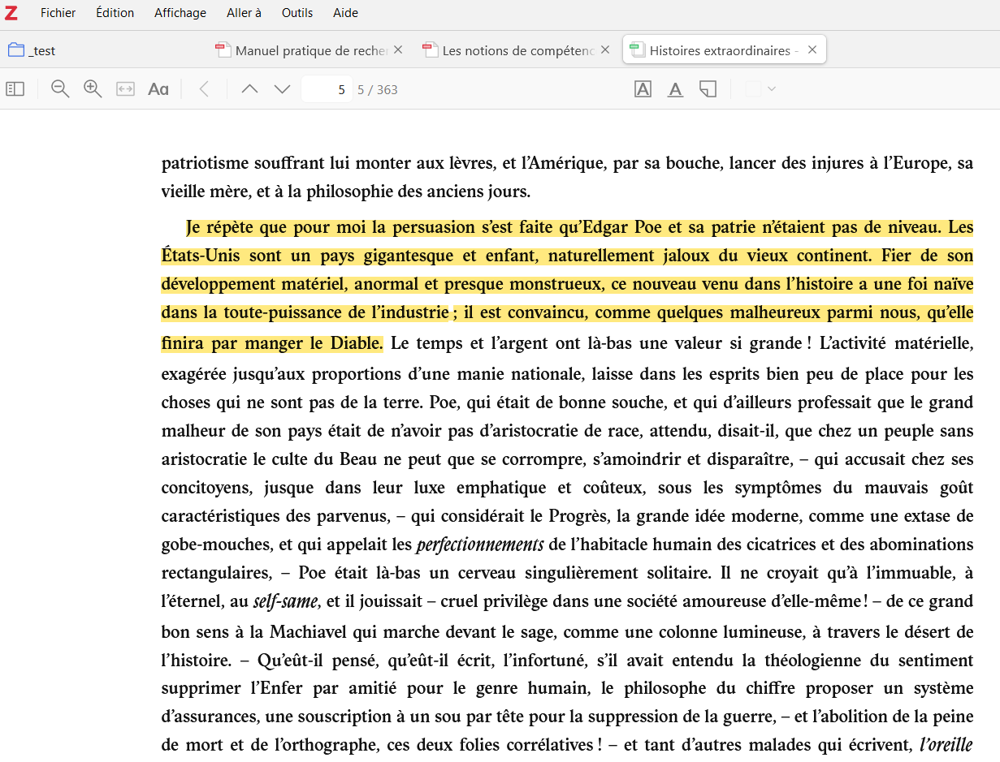 Z Fichier Édition Affichage Aller à Outils Aide
_test Manuel pratique de reche Les notions de compétenc Histoires extraordinaires -
Aa 5 5 / 363 A A
patriotisme souffrant lui monter aux lèvres, et l’Amérique, par sa bouche, lancer des injures à l’Europe, sa
vieille mère, et à la philosophie des anciens jours.
Je répète que pour moi la persuasion s’est faite qu’Edgar Poe et sa patrie n’étaient pas de niveau. Les
États-Unis sont un pays gigantesque et enfant, naturellement jaloux du vieux continent. Fier de son
développement matériel, anormal et presque monstrueux, ce nouveau venu dans l’histoire a une foi naïve
dans la toute-puissance de l’industrie ; il est convaincu, comme quelques malheureux parmi nous, qu’elle
finira par manger le Diable. Le temps et l’argent ont là-bas une valeur si grande ! L’activité matérielle,
exagérée jusqu’aux proportions d’une manie nationale, laisse dans les esprits bien peu de place pour les
choses qui ne sont pas de la terre. Poe, qui était de bonne souche, et qui d’ailleurs professait que le grand
malheur de son pays était de n’avoir pas d’aristocratie de race, attendu, disait-il, que chez un peuple sans
aristocratie le culte du Beau ne peut que se corrompre, s’amoindrir et disparaître, – qui accusait chez ses
concitoyens, jusque dans leur luxe emphatique et coûteux, sous les symptômes du mauvais goût
caractéristiques des parvenus, – qui considérait le Progrès, la grande idée moderne, comme une extase de
gobe-mouches, et qui appelait les perfectionnements de l’habitacle humain des cicatrices et des abominations
rectangulaires, – Poe était là-bas un cerveau singulièrement solitaire. Il ne croyait qu’à l’immuable, à
l’éternel, au self-same, et il jouissait – cruel privilège dans une société amoureuse d’elle-même ! – de ce grand
bon sens à la Machiavel qui marche devant le sage, comme une colonne lumineuse, à travers le désert de
l’histoire. – Qu’eût-il pensé, qu’eût-il écrit, l’infortuné, s’il avait entendu la théologienne du sentiment
supprimer l’Enfer par amitié pour le genre humain, le philosophe du chiffre proposer un système
d’assurances, une souscription à un sou par tête pour la suppression de la guerre, – et l’abolition de la peine
de mort et de l’orthographe, ces deux folies corrélatives ! – et tant d’autres malades qui écrivent, l’oreille